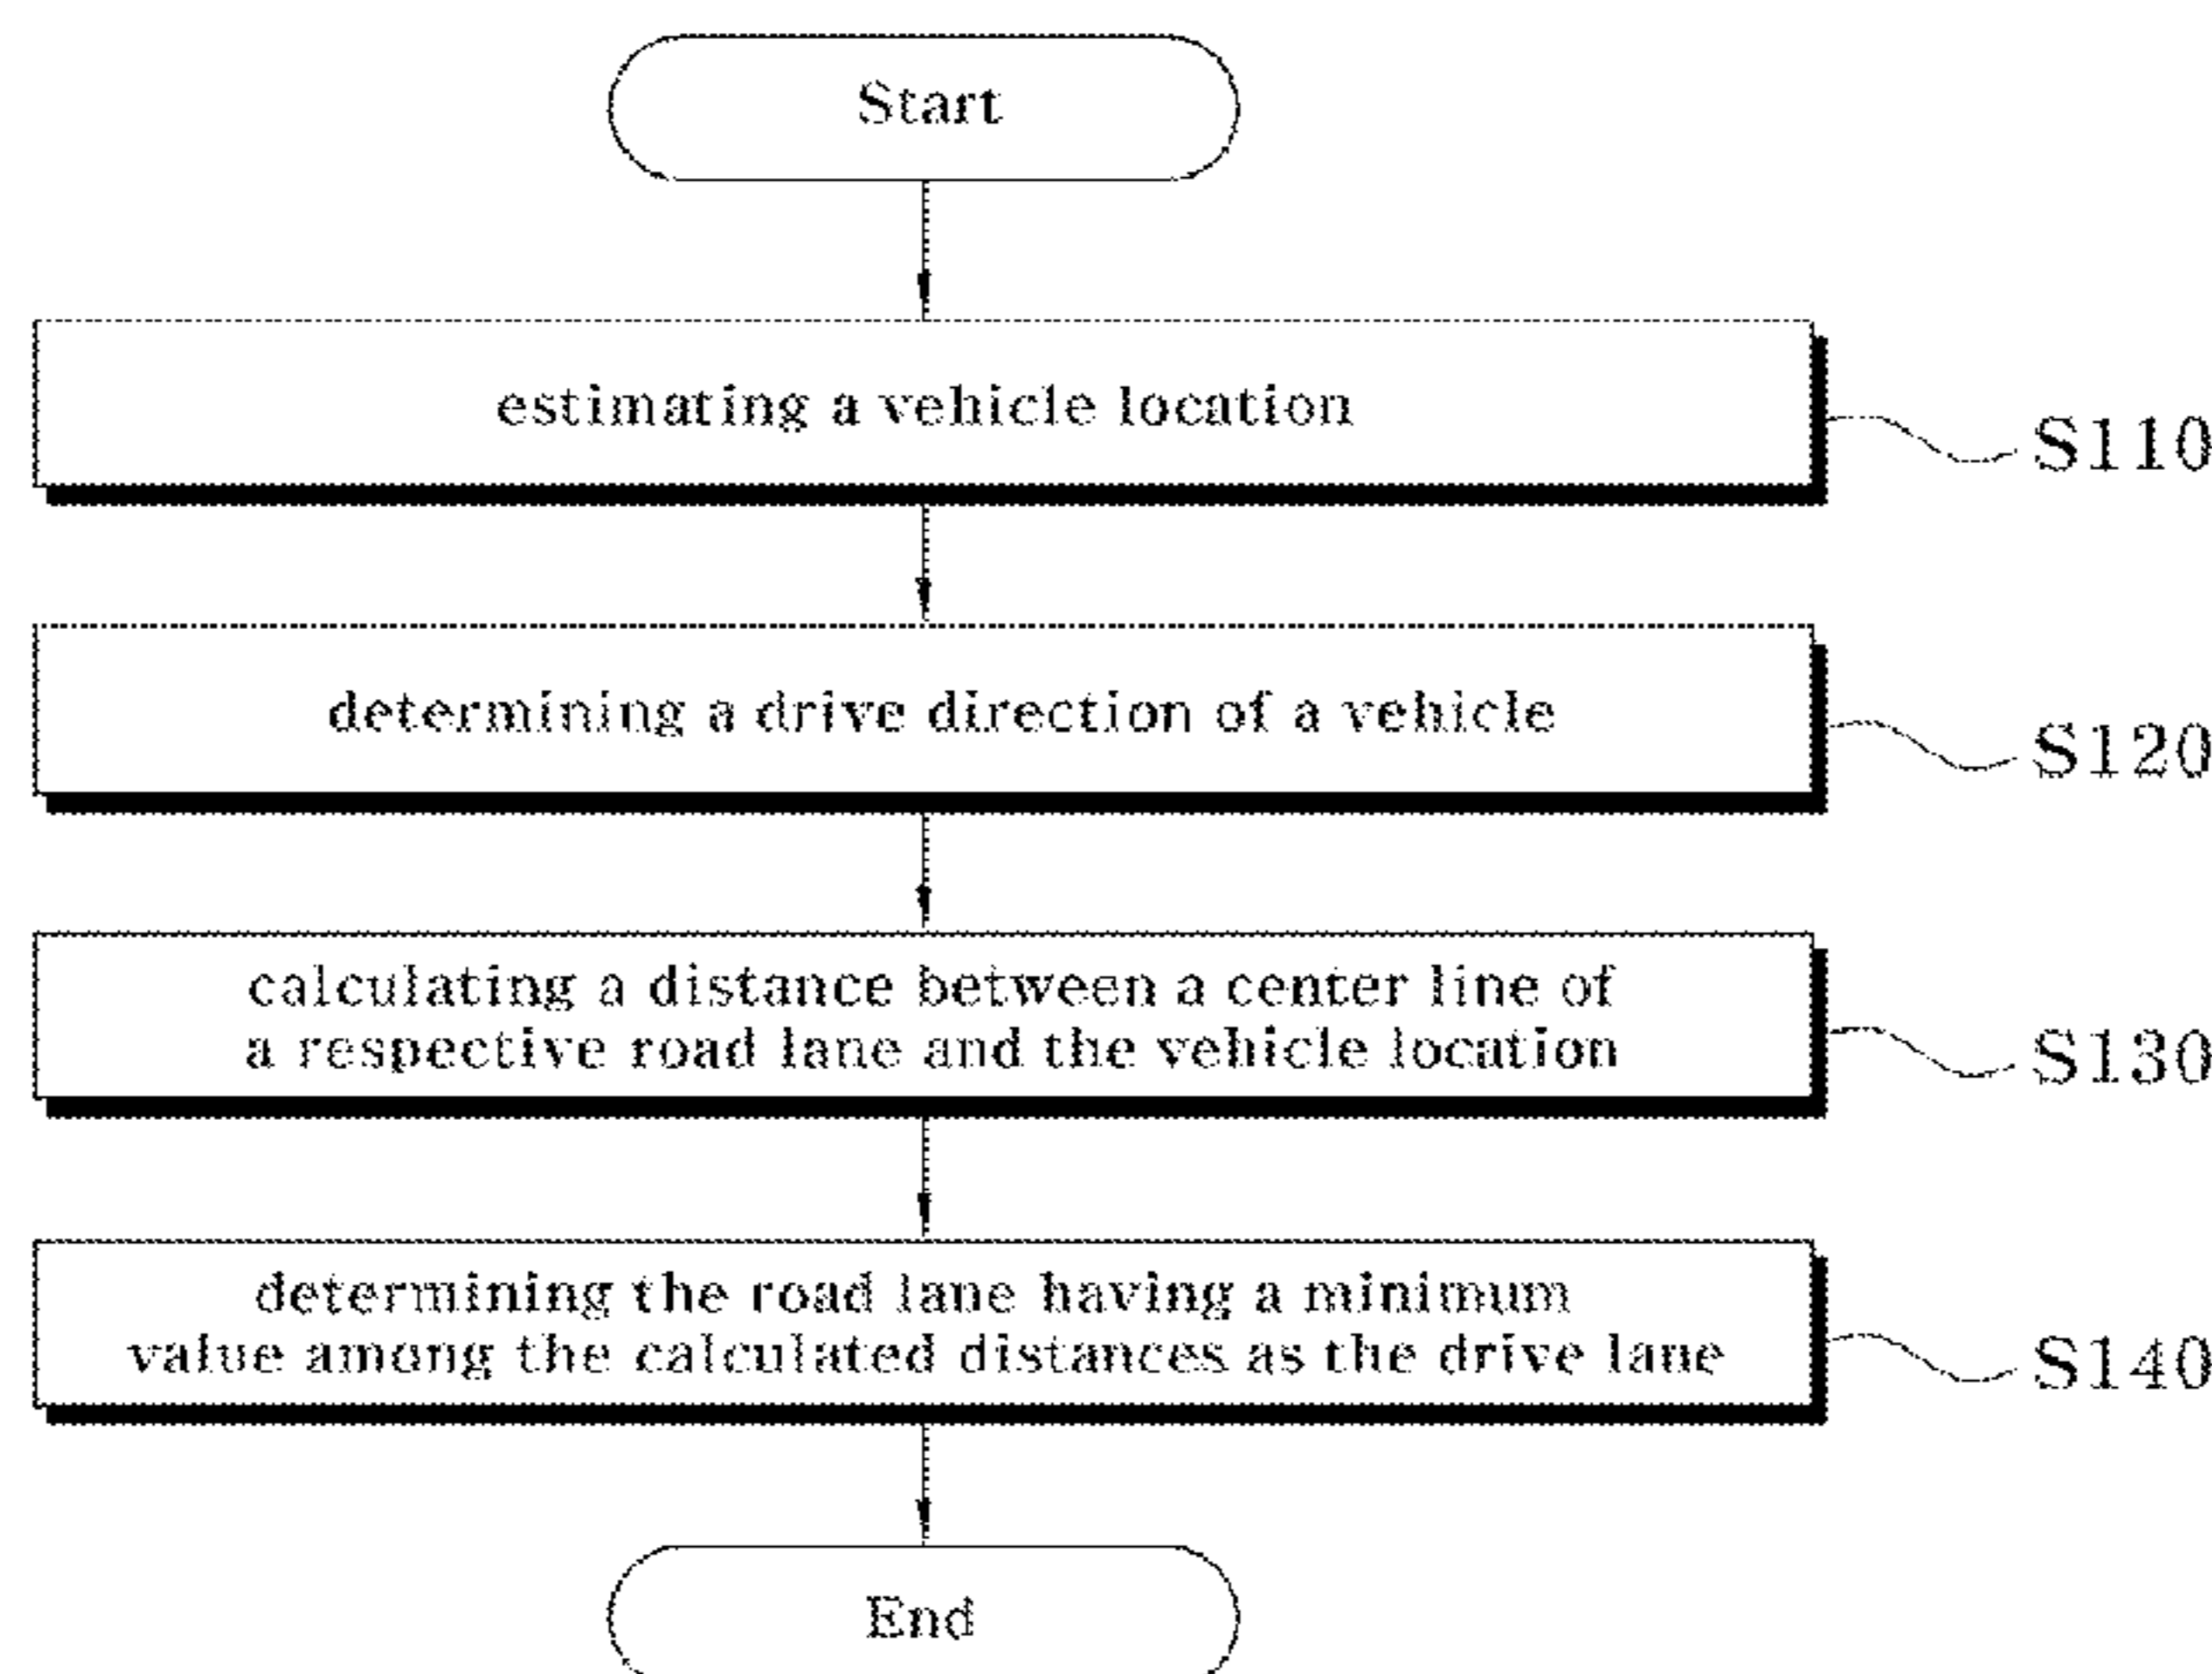 Start
estimating a vehicle location
S110
determining a drive direction of a vehicle
S120
calculating a distance between a center line of
a respective road lane and the vehicle location
S130
determining the road lane having a minimum
value among the calculated distances as the drive lane
S140
End